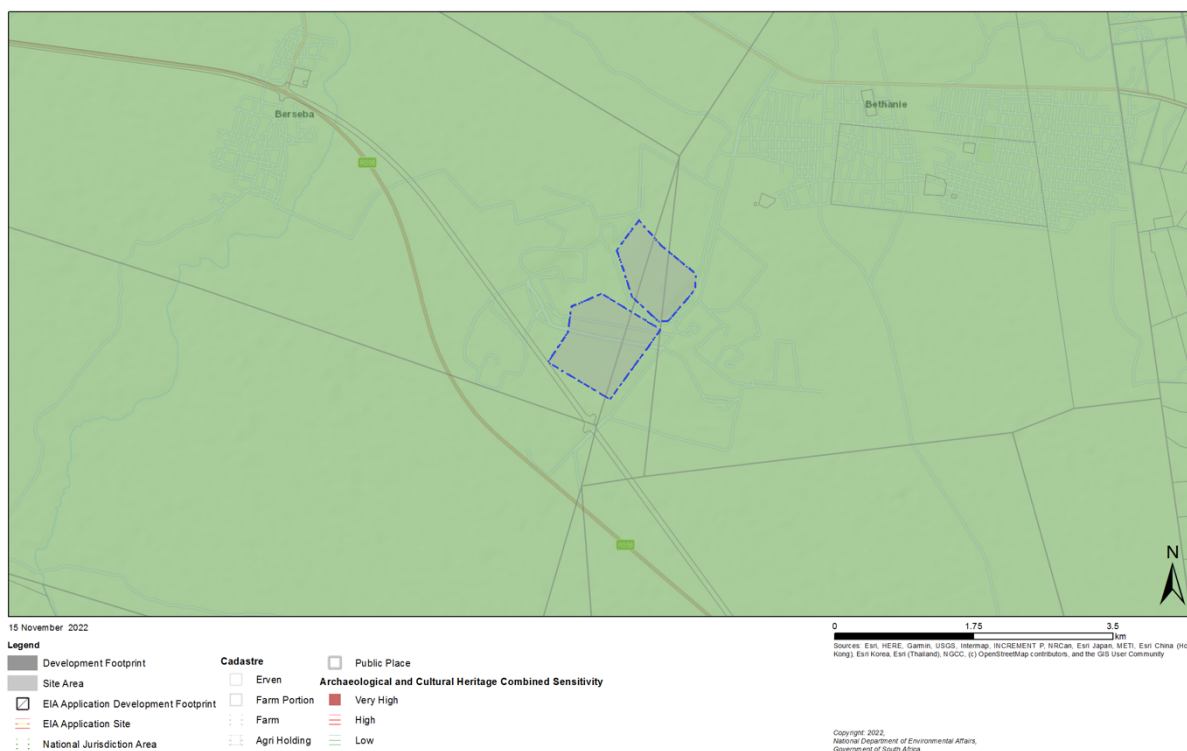 Berseba
Bethanie
N
15 November 2022
0 1.75 3.5
km
Sources: Esri, HERE, Garmin, USGS, Intermap, INCREMENT P, NRCan, Esri Japan, METI, Esri China (Ho
Kong), Esri Korea, Esri (Thailand), NGCC, (c) OpenStreetMap contributors, and the GIS User Community
Legend
Development Footprint
Site Area
EIA Application Development Footprint
EIA Application Site
National Jurisdiction Area
Cadastre
Erven
Farm Portion
Farm
Agri Holding
Public Place
Archaeological and Cultural Heritage Combined Sensitivity
Very High
High
Low
Copyright: 2022,
National Department of Environmental Affairs,
Government of South Africa